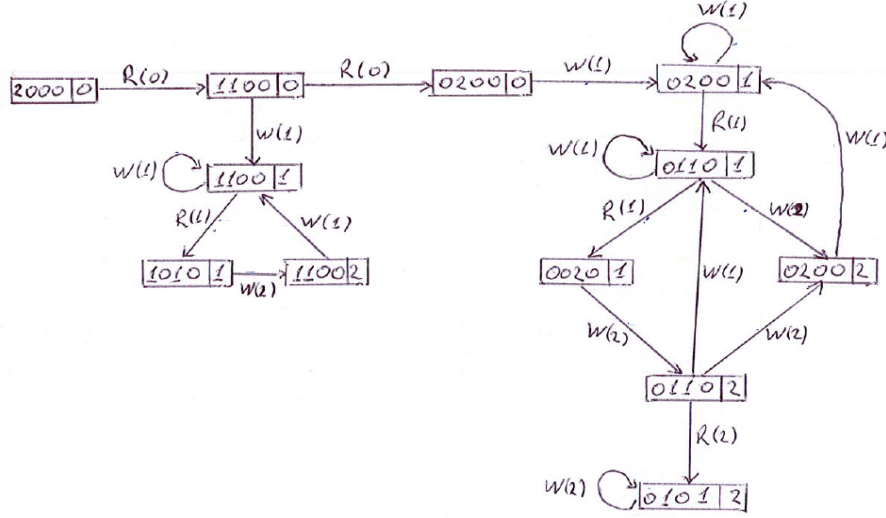 W(1)
2000 0 R(0) 1100 0 R(0) 0200 0 W(1) 0200 1
W(1) R(1) W(1)
W(1) 1100 1 W(1) 0110 1
R(1) W(1) R(1) W(2)
1010 1 W(2) 1100 2 0020 1 W(1) 0200 2
W(2) W(2)
0110 2
R(2)
W(2) 0101 2